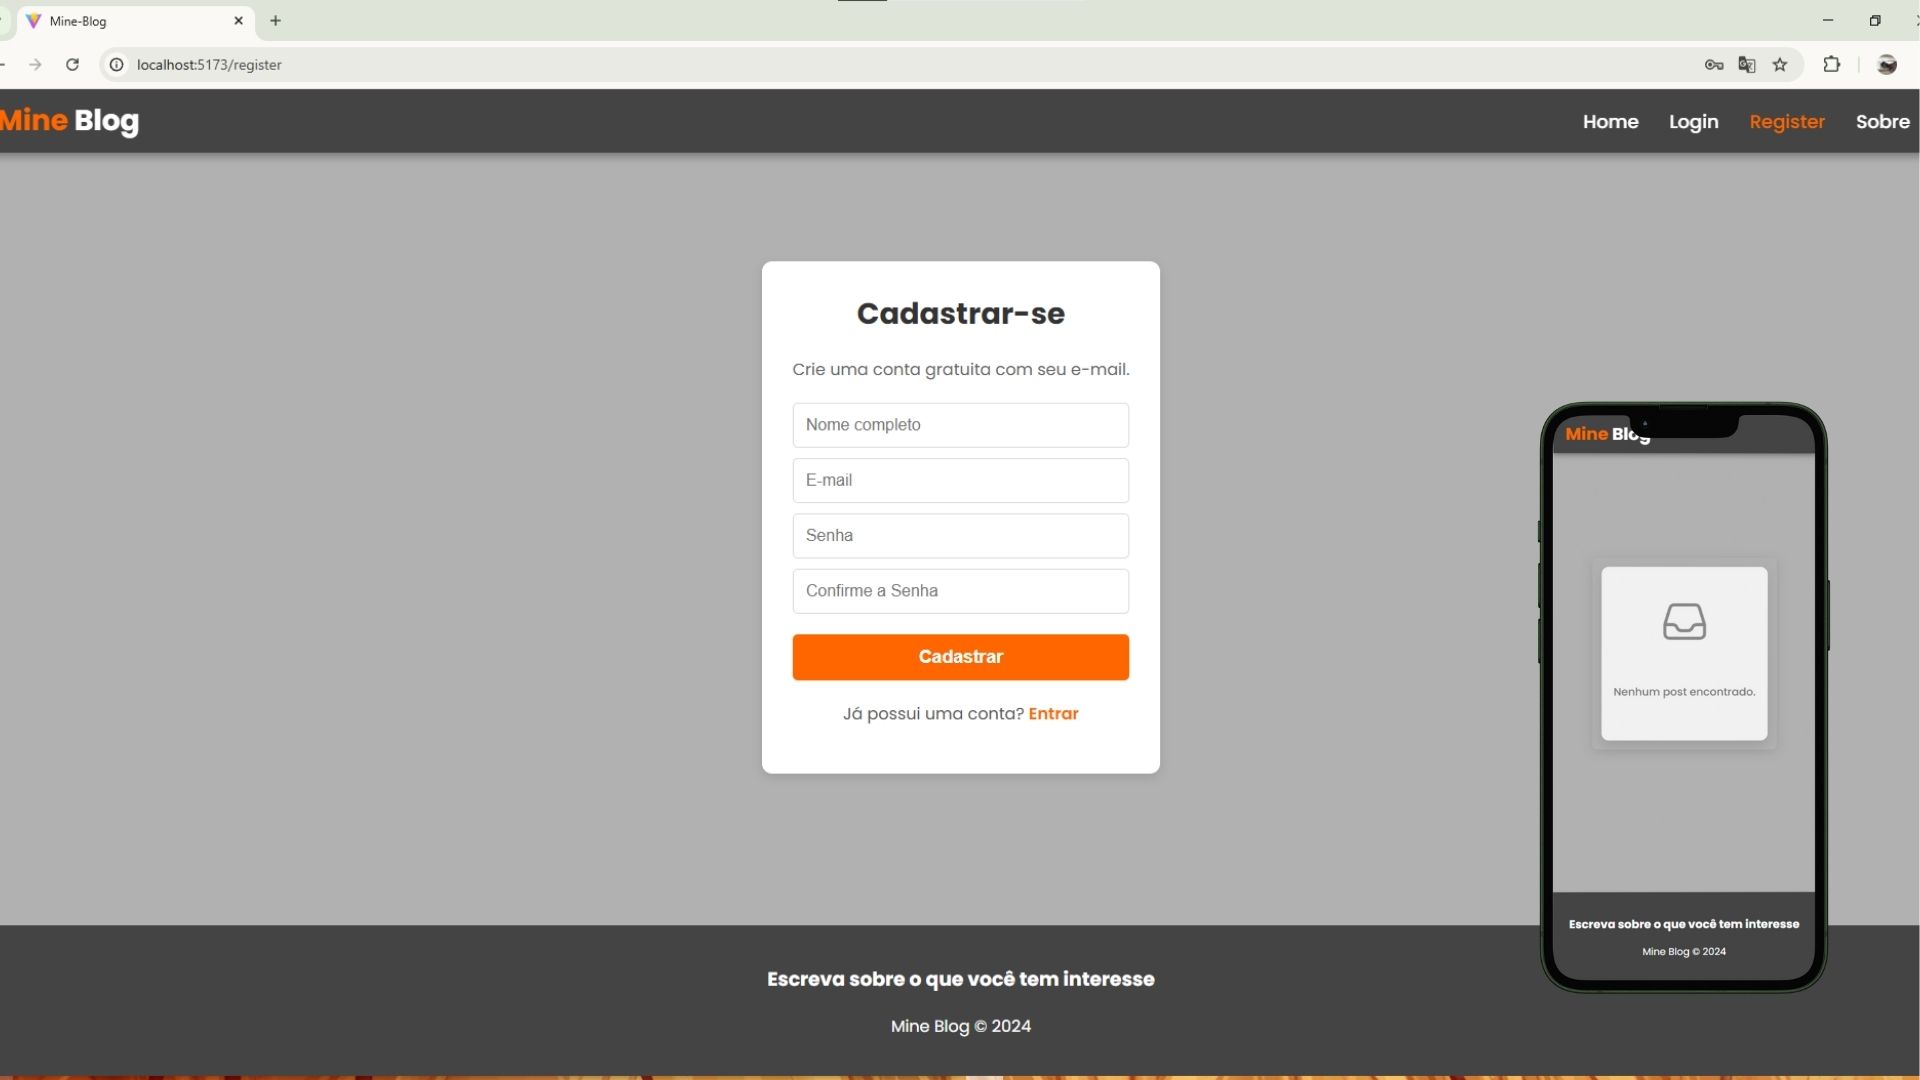 Mine-Blog
localhost:5173/register
Mine Blog
Home Login Register Sobre
Cadastrar-se
Crie uma conta gratuita com seu e-mail.
Nome completo
E-mail
Senha
Confirme a Senha
Cadastrar
Já possui uma conta? Entrar
Escreva sobre o que você tem interesse
Mine Blog © 2024
Mine Blog
Nenhum post encontrado.
Escreva sobre o que você tem interesse
Mine Blog © 2024